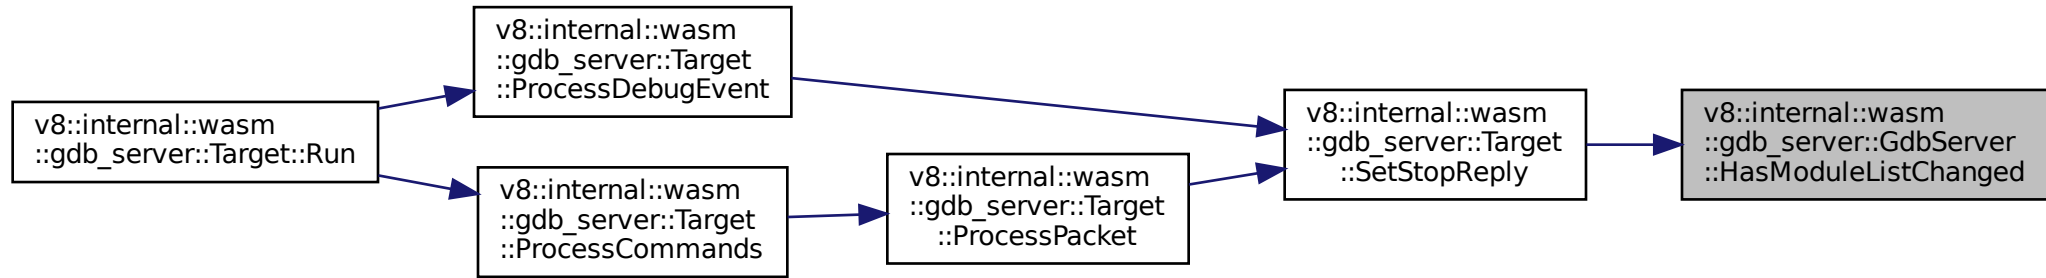 v8::internal::wasm
::gdb_server::Target::Run
v8::internal::wasm
::gdb_server::Target
::ProcessDebugEvent
v8::internal::wasm
::gdb_server::Target
::ProcessCommands
v8::internal::wasm
::gdb_server::Target
::ProcessPacket
v8::internal::wasm
::gdb_server::Target
::SetStopReply
v8::internal::wasm
::gdb_server::GdbServer
::HasModuleListChanged